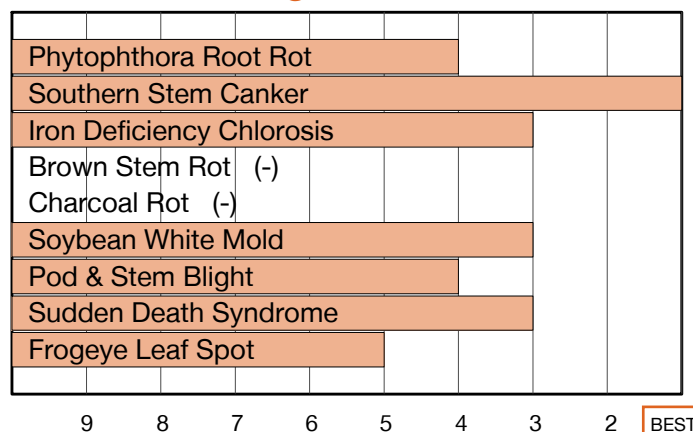 Phytophthora Root Rot
Southern Stem Canker
Iron Deficiency Chlorosis
Brown Stem Rot (-)
Charcoal Rot (-)
Soybean White Mold
Pod & Stem Blight
Sudden Death Syndrome
Frogeye Leaf Spot
9 8 7 6 5 4 3 2 BEST